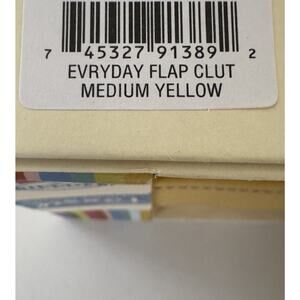 7 45327 91389 2
EVRYDAY FLAP CLUT
MEDIUM YELLOW